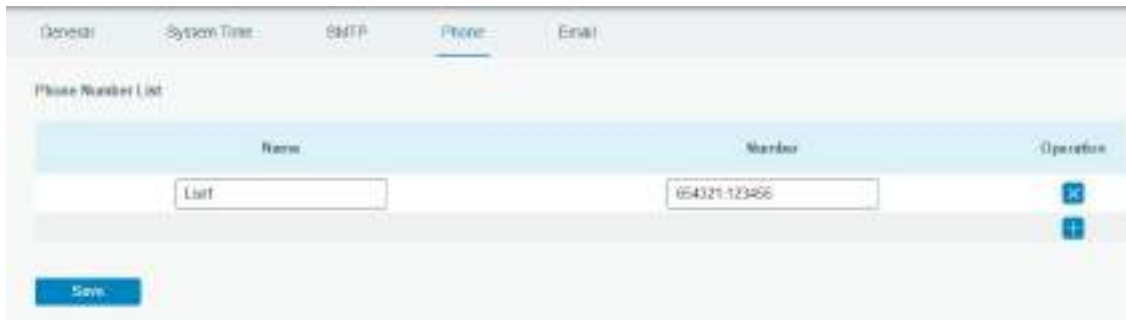 General System Time SMTP Phone Email
Phone Number List
Name Number Operation
List1 654321;123456
Save